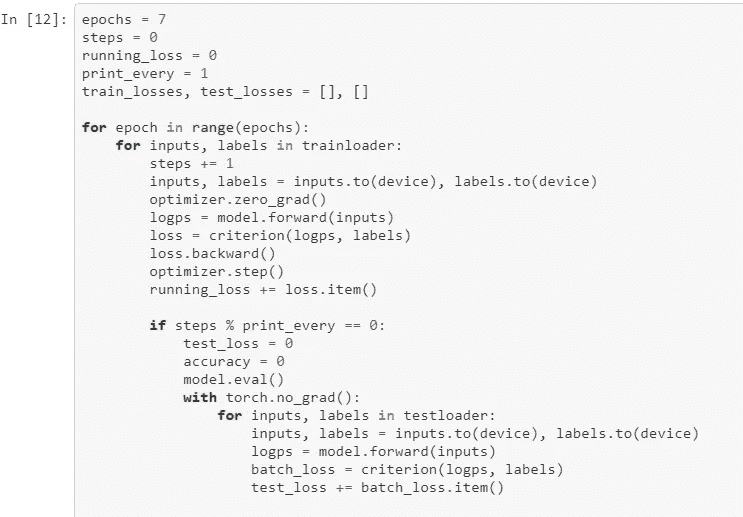 In [12]: epochs = 7
steps = 0
running_loss = 0
print_every = 1
train_losses, test_losses = [], []
for epoch in range(epochs):
    for inputs, labels in trainloader:
        steps += 1
        inputs, labels = inputs.to(device), labels.to(device)
        optimizer.zero_grad()
        logps = model.forward(inputs)
        loss = criterion(logps, labels)
        loss.backward()
        optimizer.step()
        running_loss += loss.item()
        if steps % print_every == 0:
            test_loss = 0
            accuracy = 0
            model.eval()
            with torch.no_grad():
                for inputs, labels in testloader:
                    inputs, labels = inputs.to(device), labels.to(device)
                    logps = model.forward(inputs)
                    batch_loss = criterion(logps, labels)
                    test_loss += batch_loss.item()